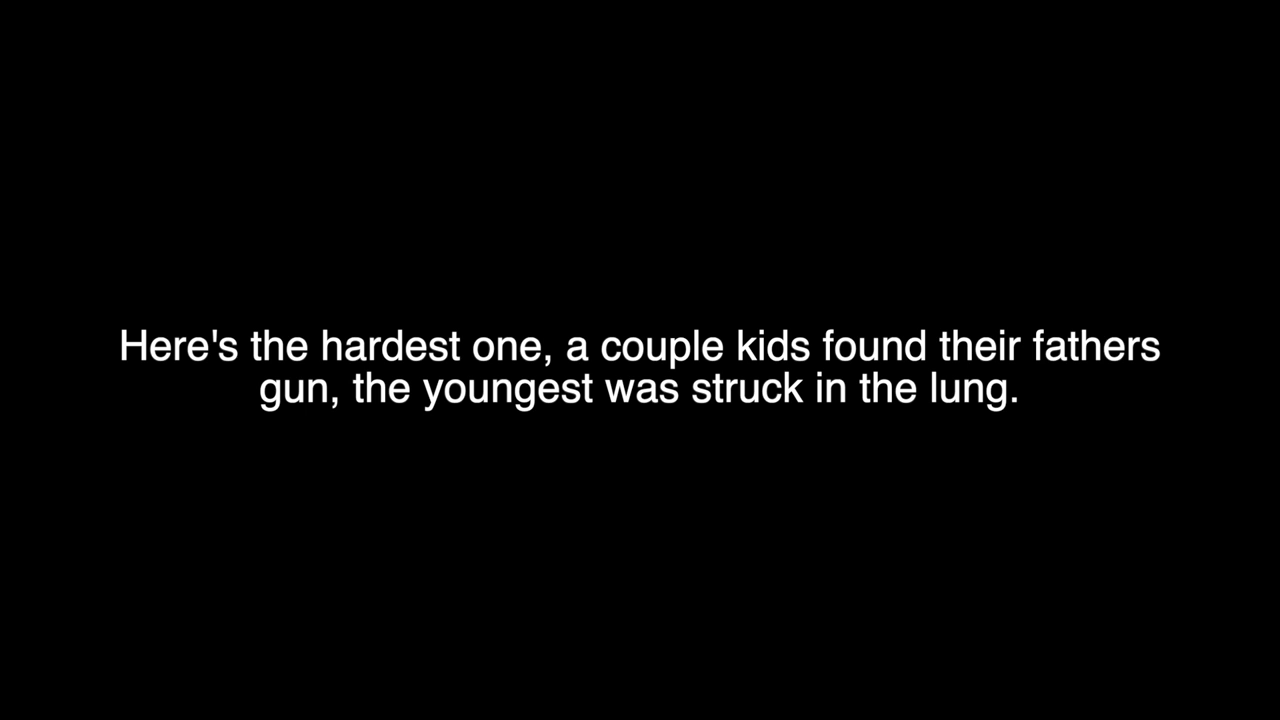 Here's the hardest one, a couple kids found their fathers
gun, the youngest was struck in the lung.